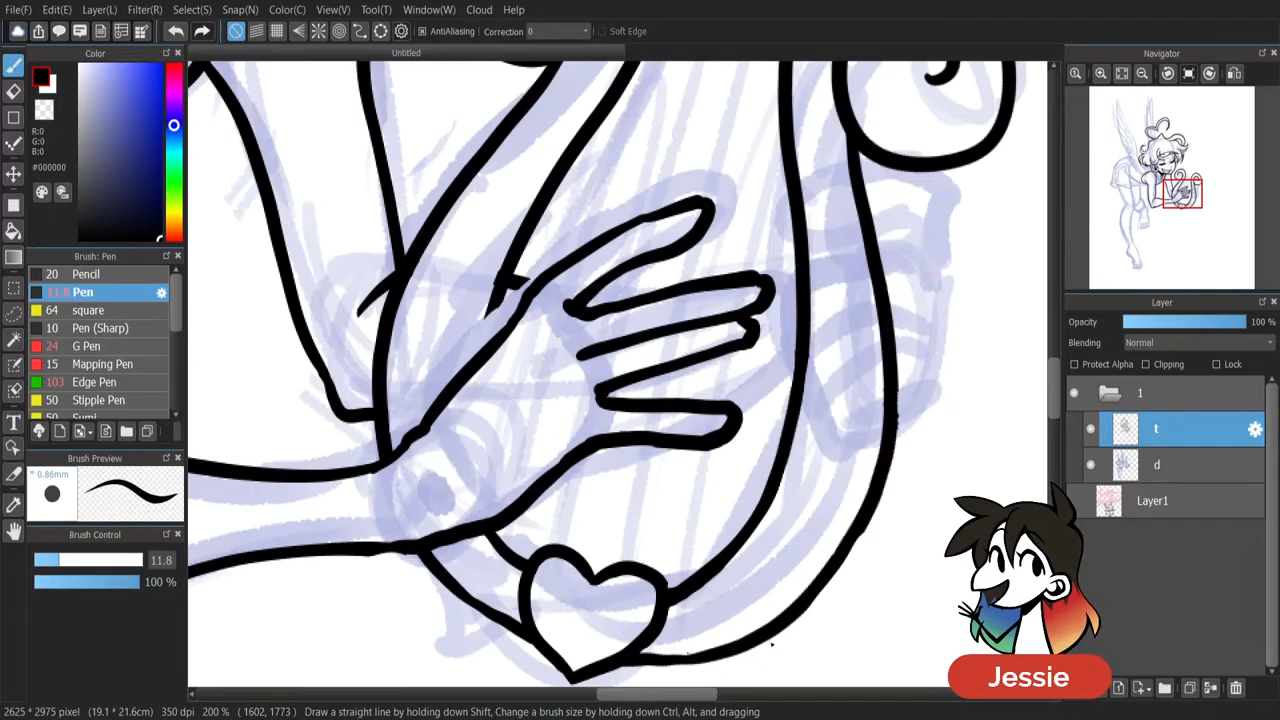 File(F) Edit(E) Layer(L) Filter(R) Select(S) Snap(N) Color(C) View(V) Tool(T) Window(W) Cloud Help
AntiAliasing Correction 0 Soft Edge
Color
Untitled
Navigator
R:0
G:0
B:0
#000000
Brush: Pen
20 Pencil
11.8 Pen
64 square
10 Pen (Sharp)
24 G Pen
15 Mapping Pen
103 Edge Pen
50 Stipple Pen
50 Sumi
Brush Preview
* 0.86mm
Brush Control
11.8
100 %
Layer
Opacity 100 %
Blending Normal
Protect Alpha Clipping Lock
1
t
d
Layer1
Jessie
2625 * 2975 pixel (19.1 * 21.6cm) 350 dpi 200 % ( 1602, 1773 ) Draw a straight line by holding down Shift, Change a brush size by holding down Ctrl, Alt, and dragging